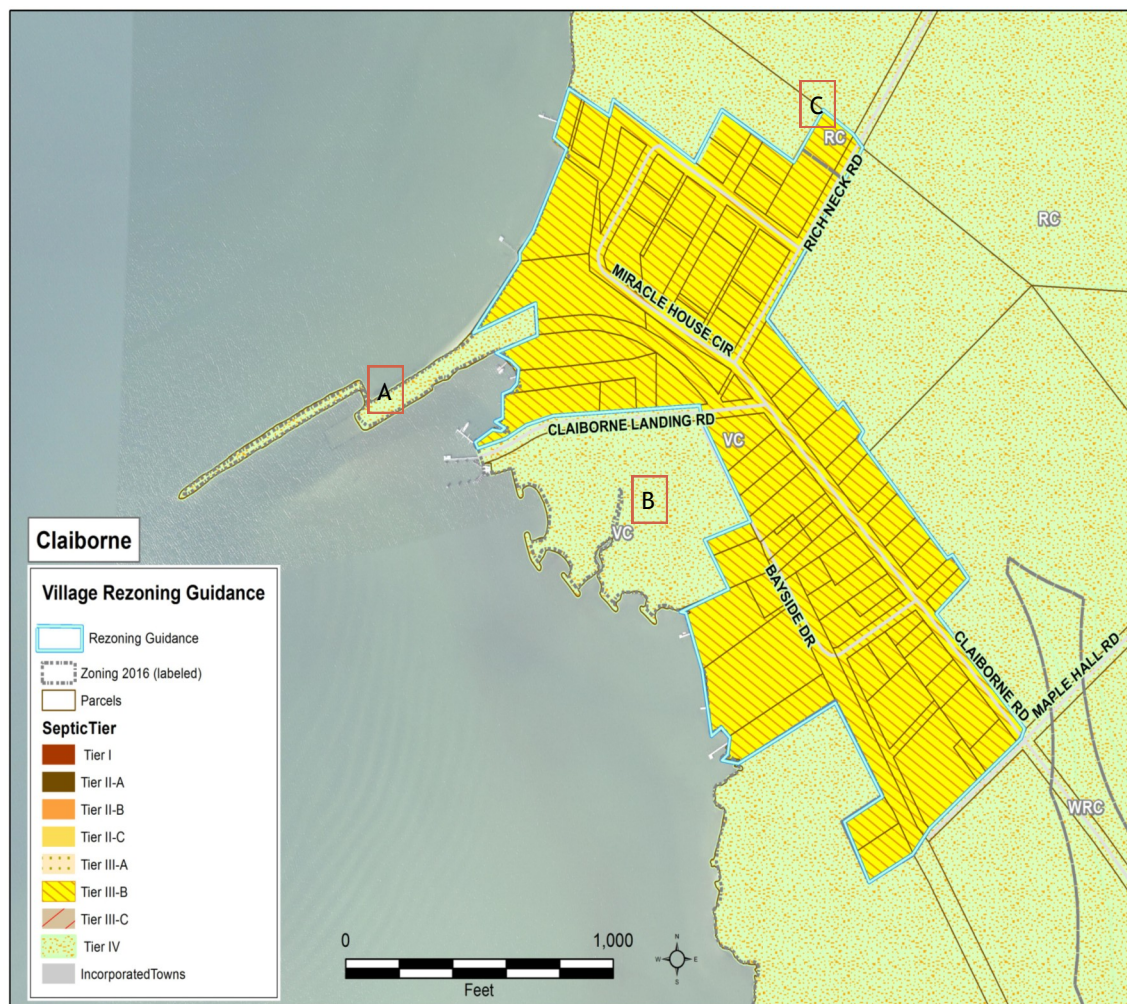 C
RC
RICH NECK RD
RC
MIRACLE HOUSE CIR
A
CLAIBORNE LANDING RD
VC
B
VC
BAYSIDE DR
CLAIBORNE RD
MAPLE HALL RD
WRC
Claiborne
Village Rezoning Guidance
Rezoning Guidance
Zoning 2016 (labeled)
Parcels
SepticTier
Tier I
Tier II-A
Tier II-B
Tier II-C
Tier III-A
Tier III-B
Tier III-C
Tier IV
IncorporatedTowns
0 1,000
Feet
N
W E
S